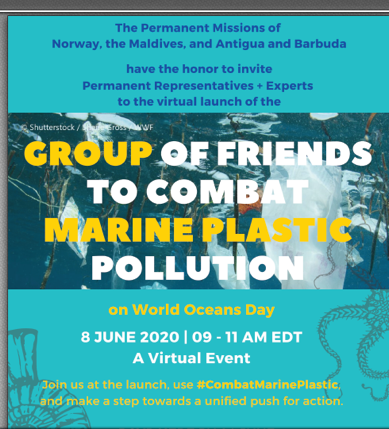 The Permanent Missions of
Norway, the Maldives, and Antigua and Barbuda
have the honor to invite
Permanent Representatives + Experts
to the virtual launch of the
© Shutterstock / Gross / WWF
GROUP OF FRIENDS
TO COMBAT
MARINE PLASTIC
POLLUTION
on World Oceans Day
8 JUNE 2020 | 09 - 11 AM EDT
A Virtual Event
Join us at the launch, use #CombatMarinePlastic,
and make a step towards a unified push for action.